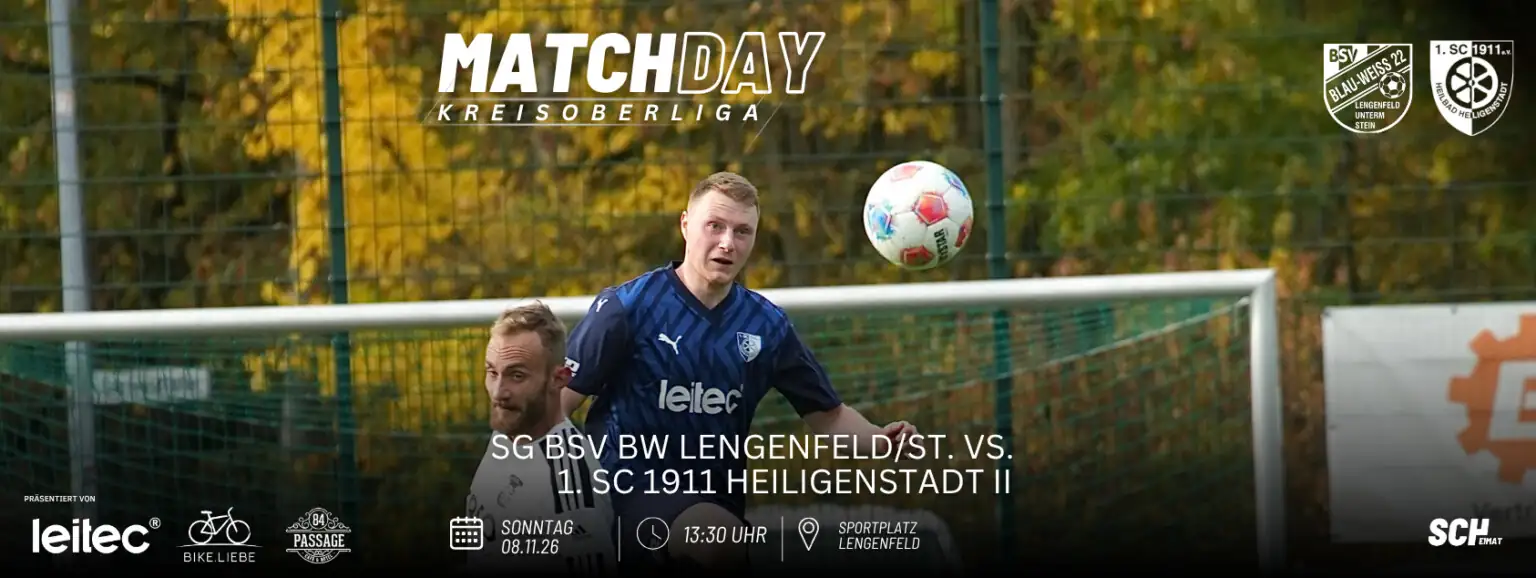 MATCHDAY
KREISOBERLIGA
BSV
BLAU-WEISS 22
LENGENFELD
UNTERM
STEIN
1. SC 1911 e.V.
HEILBAD HEILIGENSTADT
leitec
SG BSV BW LENGENFELD/ST. VS.
1. SC 1911 HEILIGENSTADT II
PRÄSENTIERT VON
leitec®
BIKE.LIEBE
84
PASSAGE
SONNTAG
08.11.26
13:30 UHR
SPORTPLATZ
LENGENFELD
SCHEIMAT